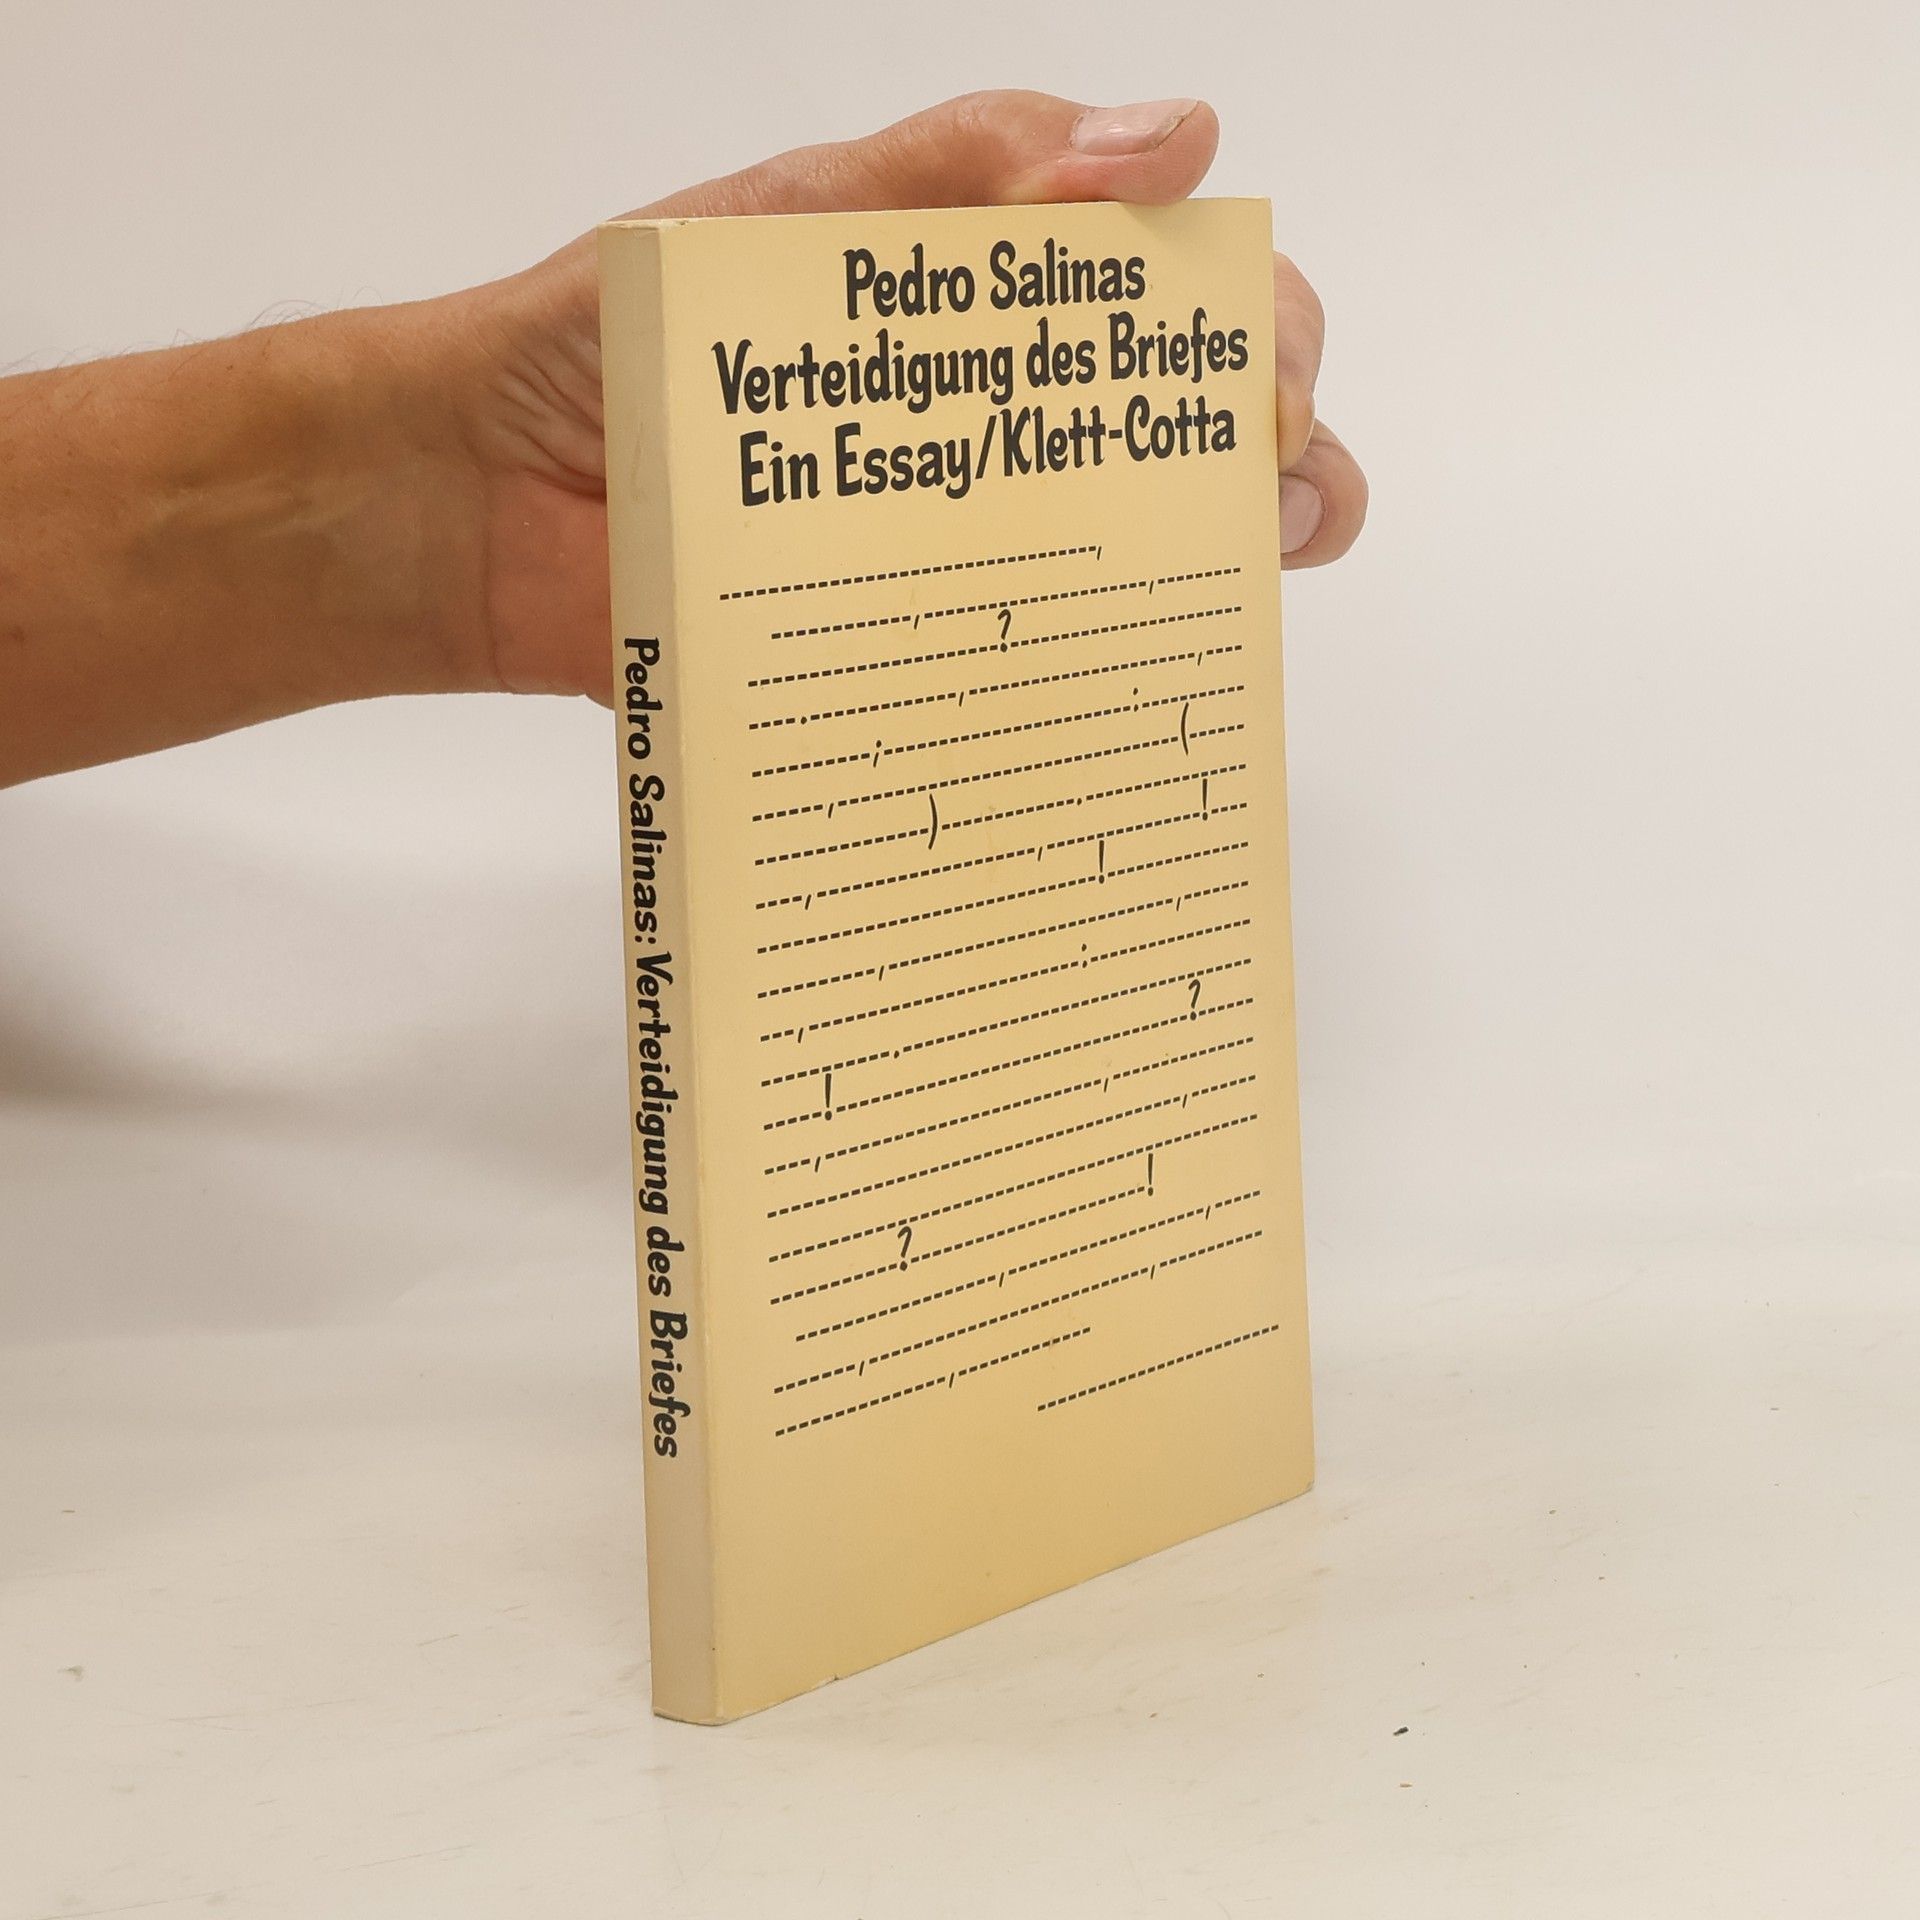 Pedro Salinas
Verteidigung des Briefes
Ein Essay/Klett-Cotta
Pedro Salinas: Verteidigung des Briefes